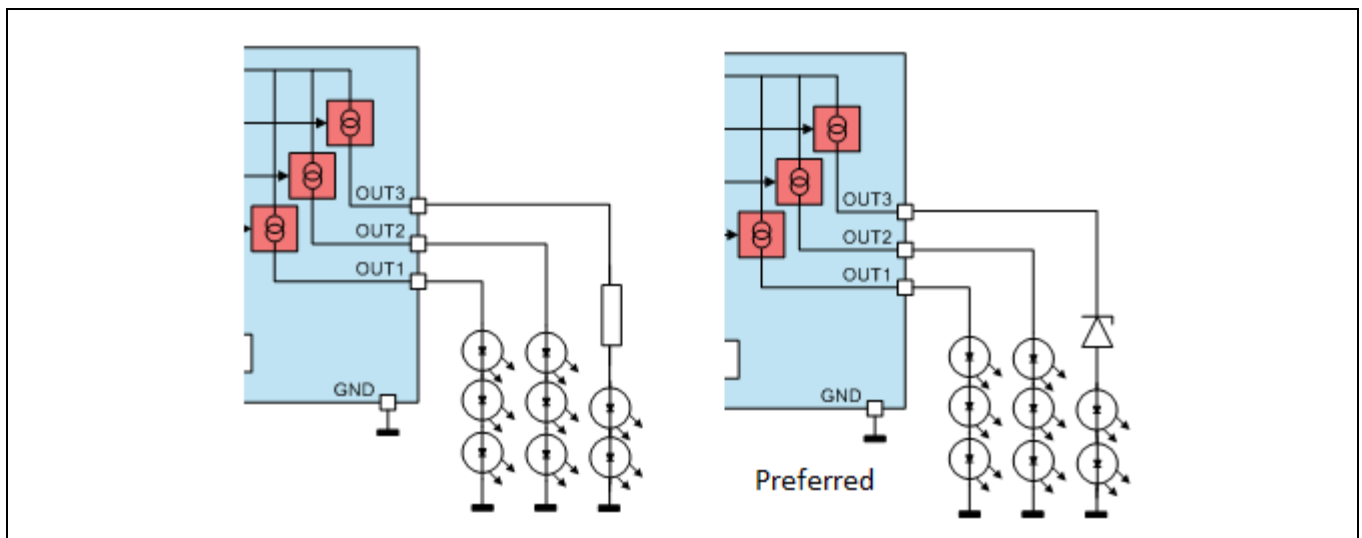 OUT3
OUT2
OUT1
GND
OUT3
OUT2
OUT1
GND
Preferred